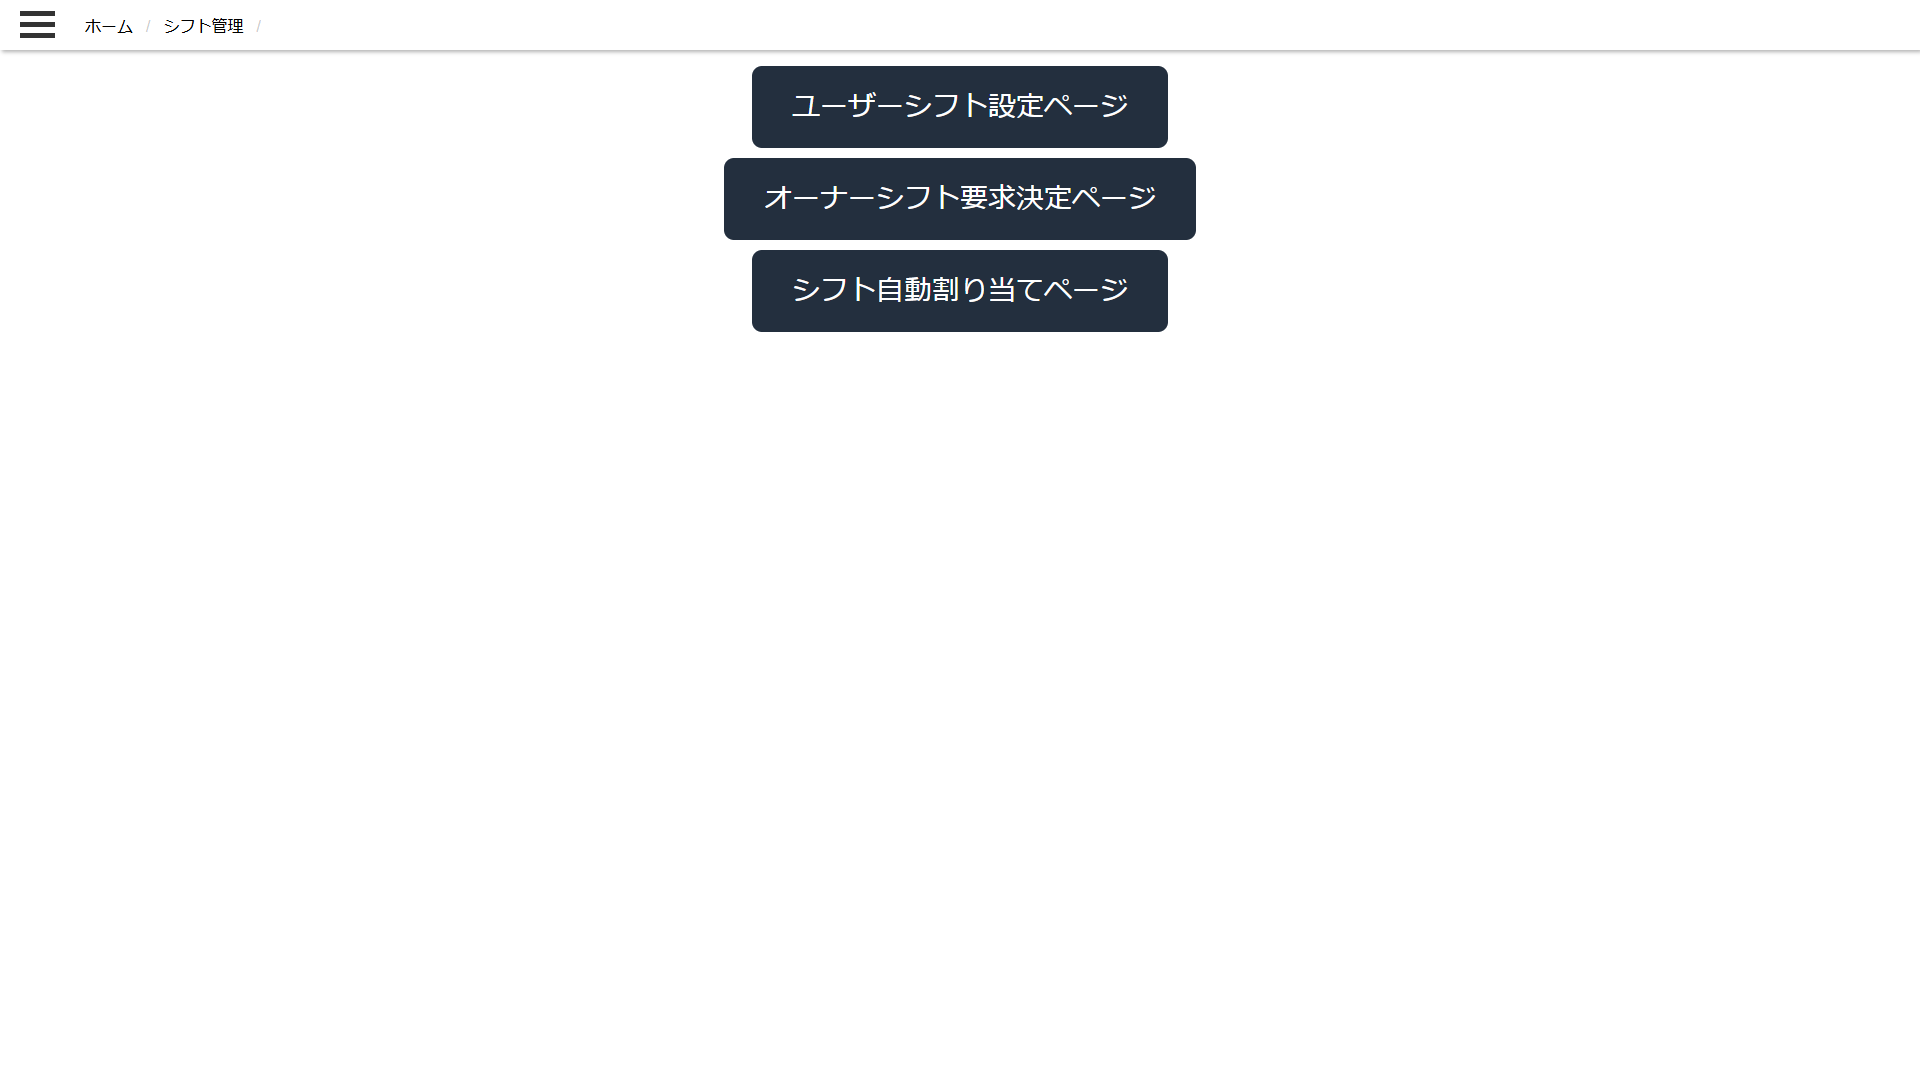 ホーム / シフト管理 /
ユーザーシフト設定ページ
オーナーシフト要求決定ページ
シフト自動割り当てページ